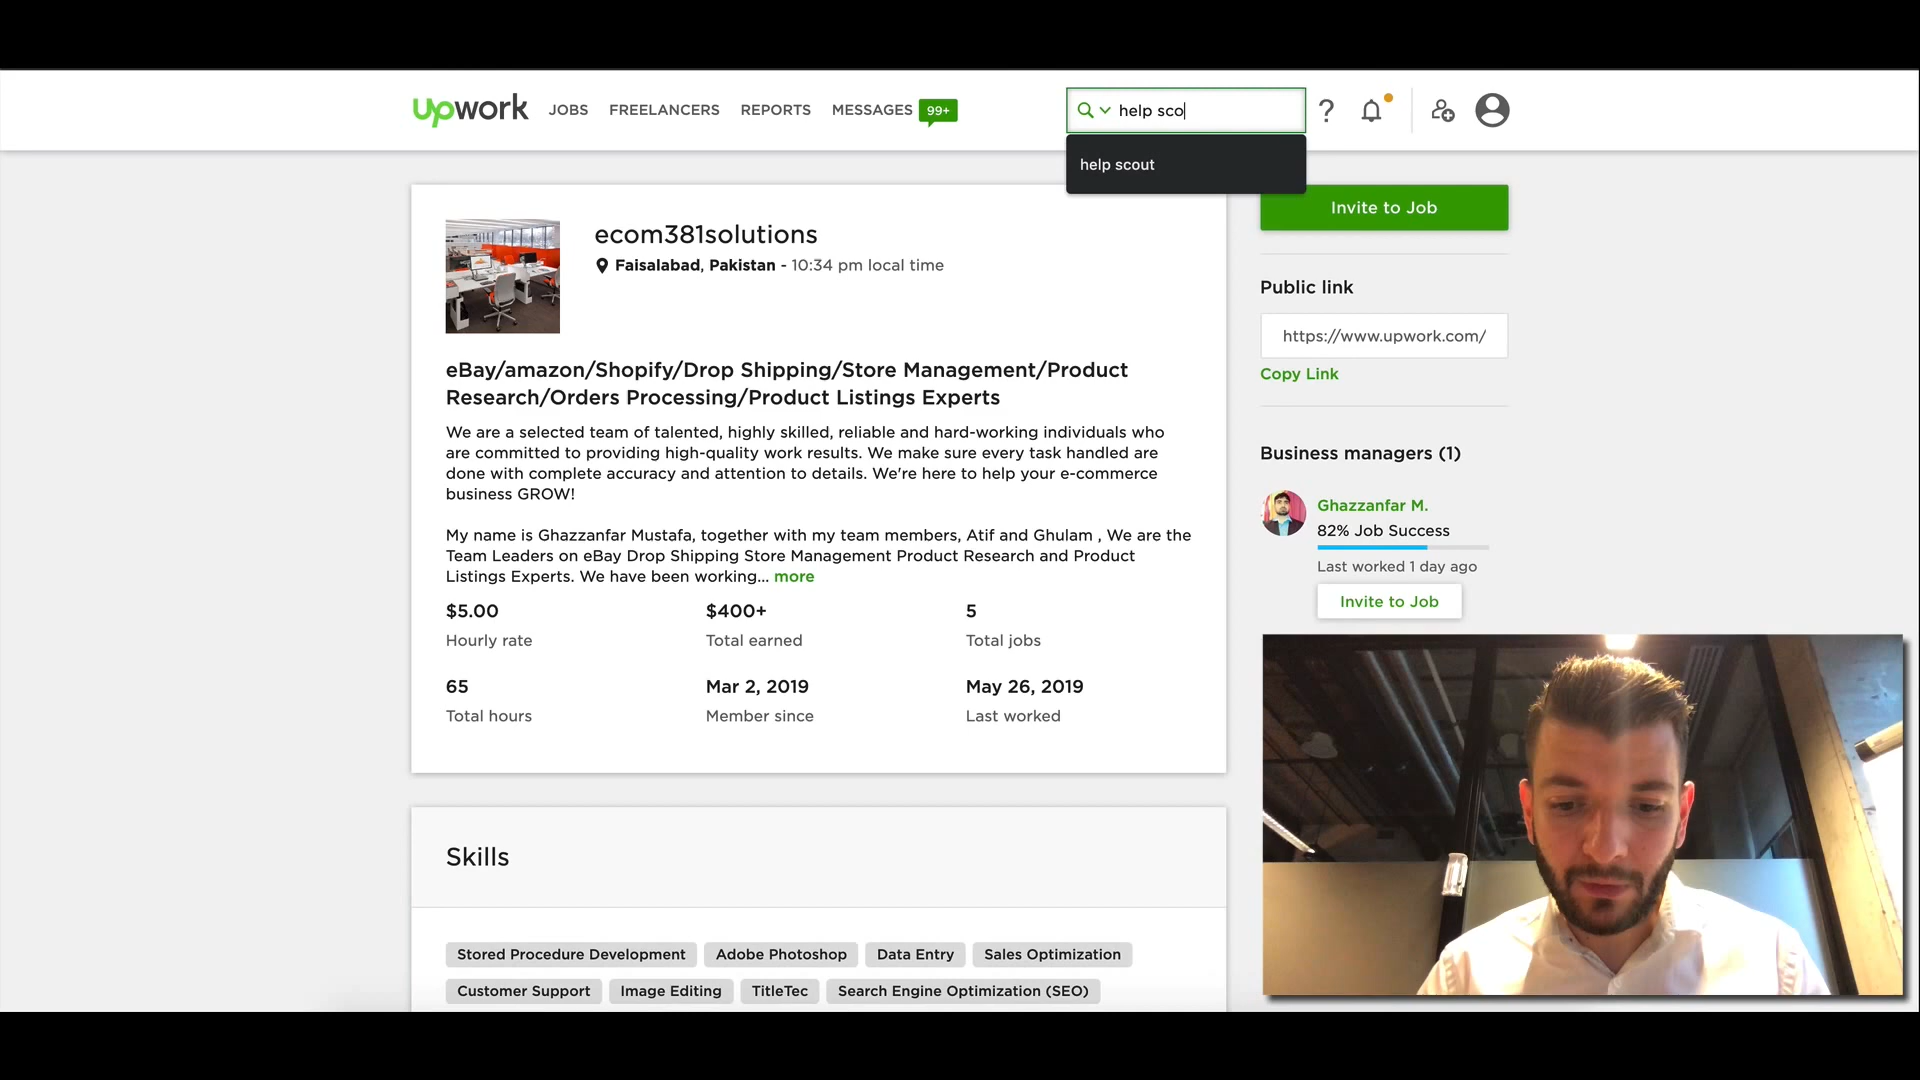 upwork JOBS FREELANCERS REPORTS MESSAGES 99+ help sco ?
help scout
Invite to Job
ecom381solutions
Faisalabad, Pakistan - 10:34 pm local time
Public link
https://www.upwork.com/
Copy Link
eBay/amazon/Shopify/Drop Shipping/Store Management/Product
Research/Orders Processing/Product Listings Experts
We are a selected team of talented, highly skilled, reliable and hard-working individuals who
are committed to providing high-quality work results. We make sure every task handled are
done with complete accuracy and attention to details. We're here to help your e-commerce
business GROW!
My name is Ghazzanfar Mustafa, together with my team members, Atif and Ghulam , We are the
Team Leaders on eBay Drop Shipping Store Management Product Research and Product
Listings Experts. We have been working... more
$5.00 $400+ 5
Hourly rate Total earned Total jobs
65 Mar 2, 2019 May 26, 2019
Total hours Member since Last worked
Business managers (1)
Ghazzanfar M.
82% Job Success
Last worked 1 day ago
Invite to Job
Skills
Stored Procedure Development Adobe Photoshop Data Entry Sales Optimization
Customer Support Image Editing TitleTec Search Engine Optimization (SEO)